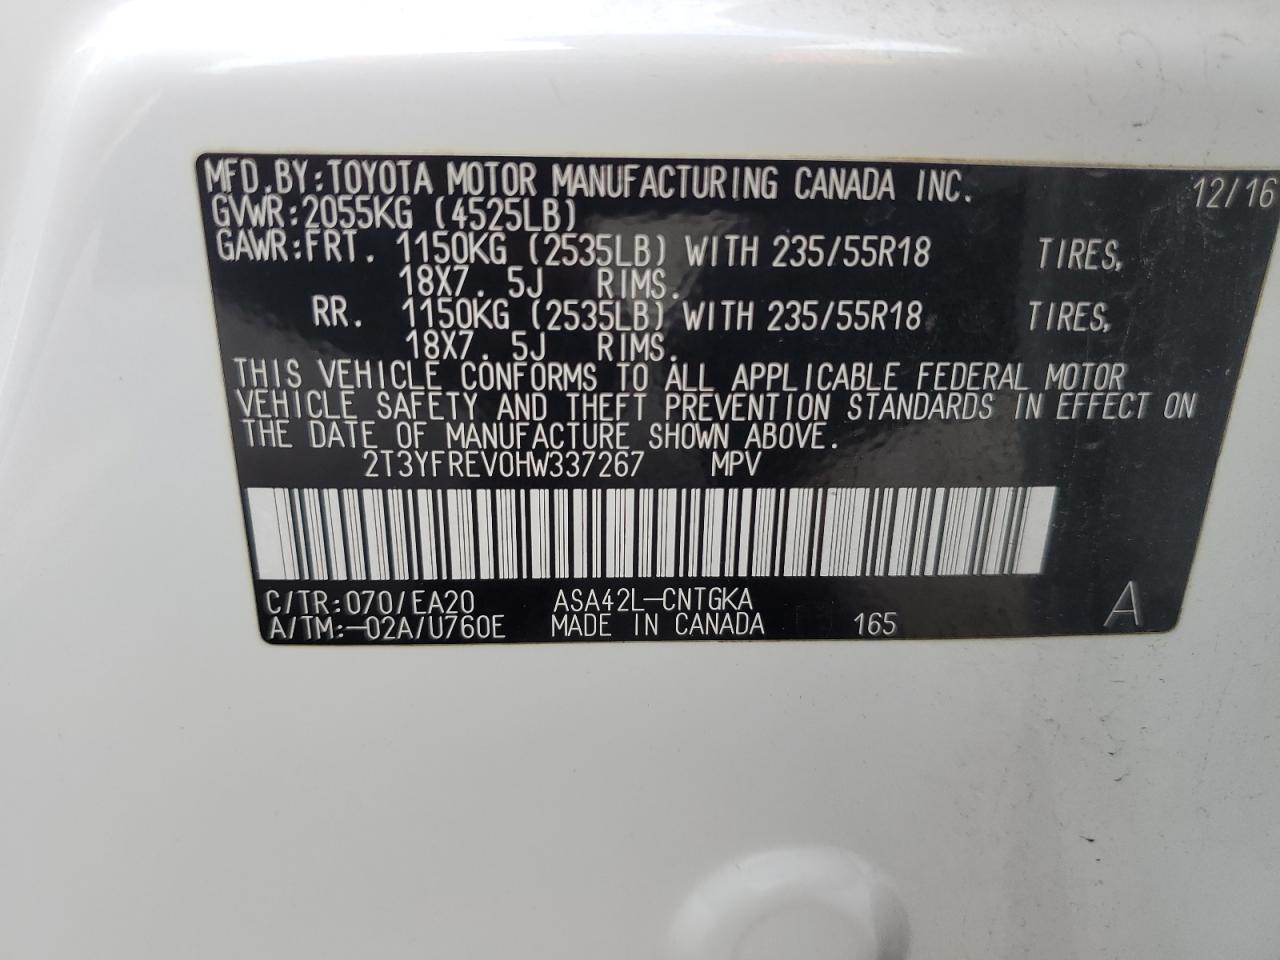 MFD.BY:TOYOTA MOTOR MANUFACTURING CANADA INC. 12/16
GVWR:2055KG (4525LB)
GAWR:FRT. 1150KG (2535LB) WITH 235/55R18 TIRES,
18X7.5J RIMS.
RR. 1150KG (2535LB) WITH 235/55R18 TIRES,
18X7.5J RIMS.
THIS VEHICLE CONFORMS TO ALL APPLICABLE FEDERAL MOTOR
VEHICLE SAFETY AND THEFT PREVENTION STANDARDS IN EFFECT ON
THE DATE OF MANUFACTURE SHOWN ABOVE.
2T3YFREV0HW337267 MPV
C/TR:070/EA20 ASA42L-CNTGKA A
A/TM:-02A/U760E MADE IN CANADA 165